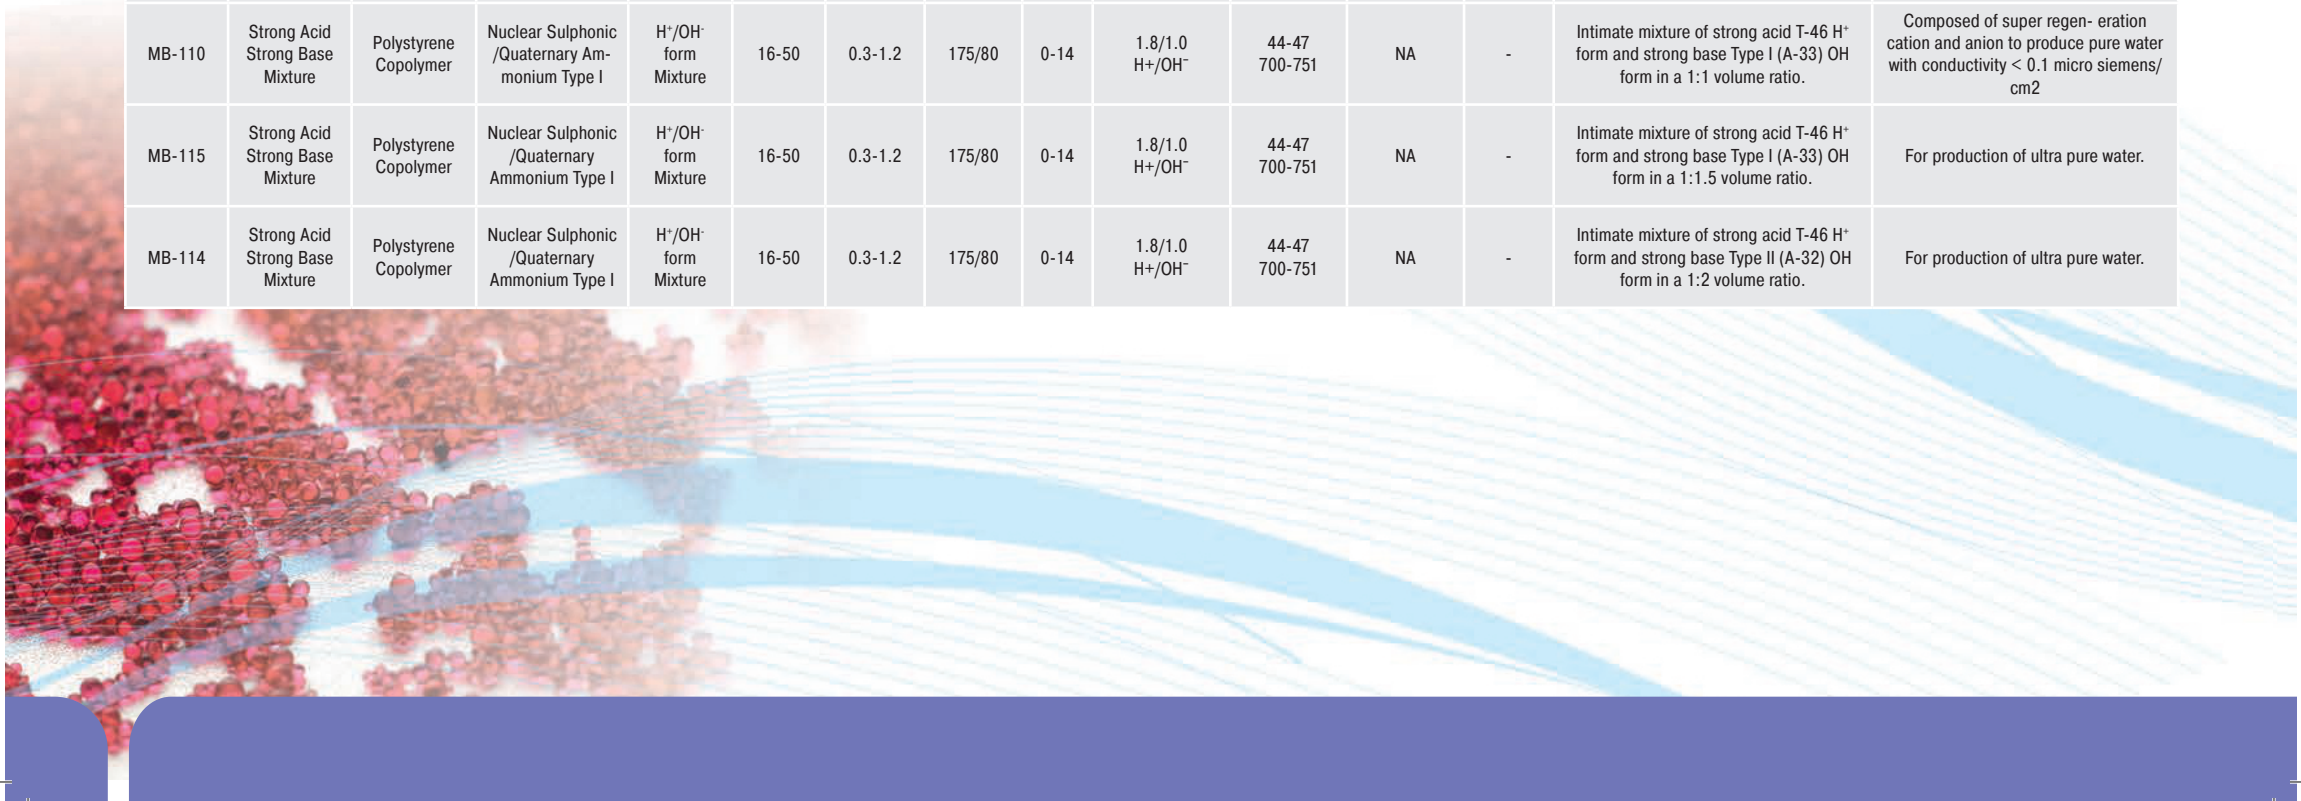 MB-110
Strong Acid
Strong Base
Mixture
Polystyrene
Copolymer
Nuclear Sulphonic
/Quaternary Am-
monium Type I
H⁺/OH⁻
form
Mixture
16-50
0.3-1.2
175/80
0-14
1.8/1.0
H+/OH⁻
44-47
700-751
NA
-
Intimate mixture of strong acid T-46 H⁺
form and strong base Type I (A-33) OH
form in a 1:1 volume ratio.
Composed of super regen- eration
cation and anion to produce pure water
with conductivity < 0.1 micro siemens/
cm2
MB-115
Strong Acid
Strong Base
Mixture
Polystyrene
Copolymer
Nuclear Sulphonic
/Quaternary
Ammonium Type I
H⁺/OH⁻
form
Mixture
16-50
0.3-1.2
175/80
0-14
1.8/1.0
H+/OH⁻
44-47
700-751
NA
-
Intimate mixture of strong acid T-46 H⁺
form and strong base Type I (A-33) OH
form in a 1:1.5 volume ratio.
For production of ultra pure water.
MB-114
Strong Acid
Strong Base
Mixture
Polystyrene
Copolymer
Nuclear Sulphonic
/Quaternary
Ammonium Type I
H⁺/OH⁻
form
Mixture
16-50
0.3-1.2
175/80
0-14
1.8/1.0
H+/OH⁻
44-47
700-751
NA
-
Intimate mixture of strong acid T-46 H⁺
form and strong base Type II (A-32) OH
form in a 1:2 volume ratio.
For production of ultra pure water.